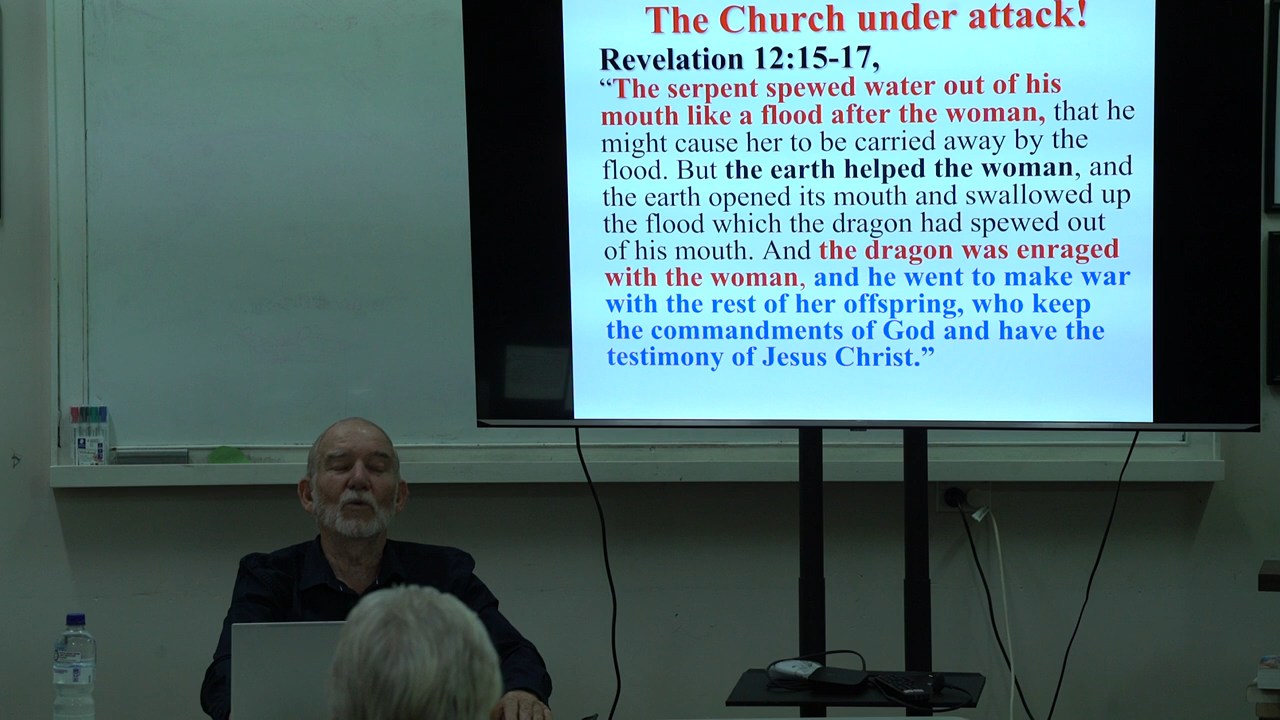 The Church under attack!
Revelation 12:15-17,
“The serpent spewed water out of his
mouth like a flood after the woman, that he
might cause her to be carried away by the
flood. But the earth helped the woman, and
the earth opened its mouth and swallowed up
the flood which the dragon had spewed out
of his mouth. And the dragon was enraged
with the woman, and he went to make war
with the rest of her offspring, who keep
the commandments of God and have the
testimony of Jesus Christ.”